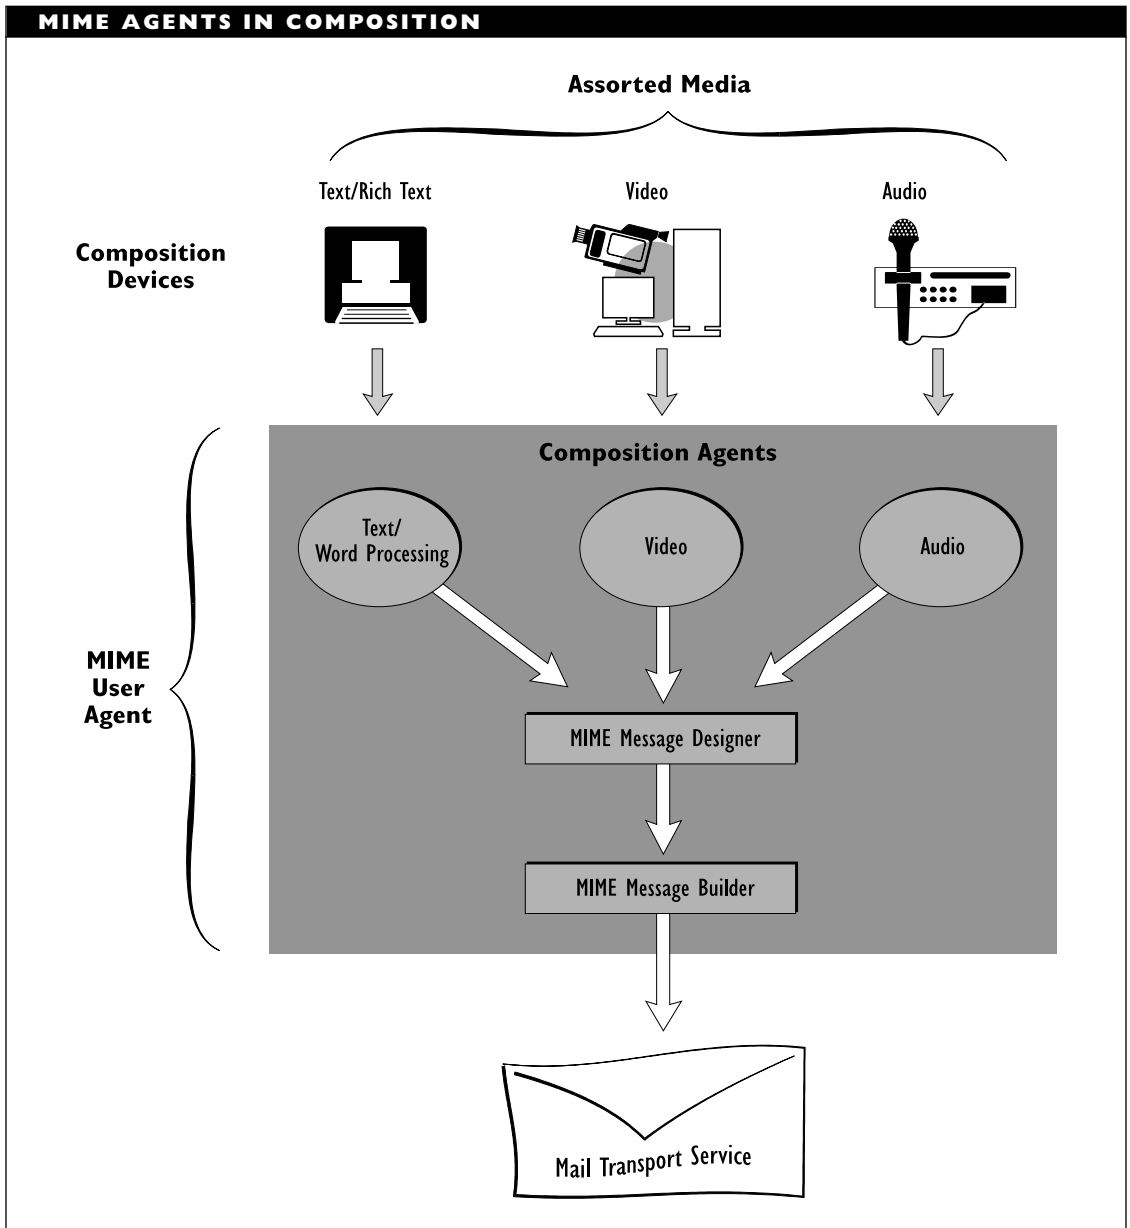 MIME AGENTS IN COMPOSITION
Assorted Media
Text/Rich Text
Video
Audio
Composition
Devices
Composition Agents
Text/
Word Processing
Video
Audio
MIME
User
Agent
MIME Message Designer
MIME Message Builder
Mail Transport Service